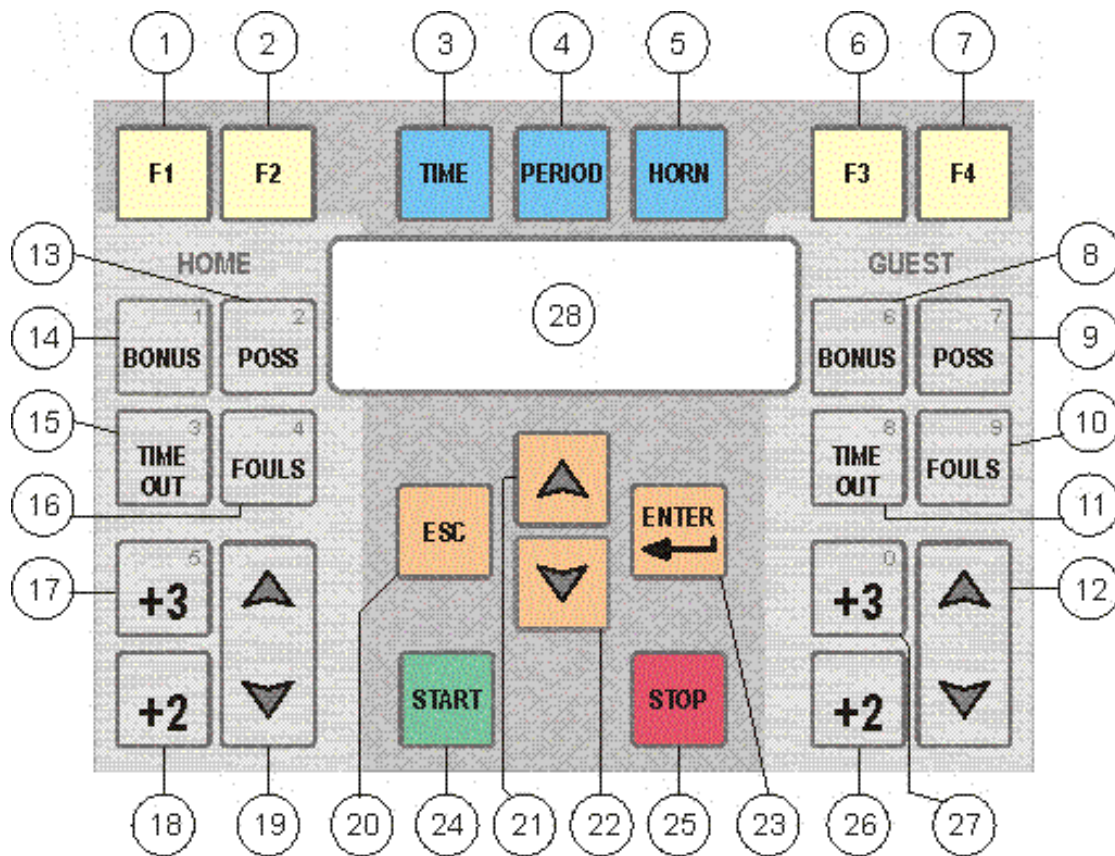 1 2 3 4 5 6 7
F1 F2 TIME PERIOD HORN F3 F4
13 HOME GUEST 8
28
14 1 BONUS 2 POSS 6 BONUS 7 POSS 9
15 3 TIME OUT 4 FOULS 8 TIME OUT 9 FOULS 10
16 ESC ENTER 11
17 5 +3 0 +3 12
+2 START STOP +2
18 19 20 24 21 22 25 23 26 27